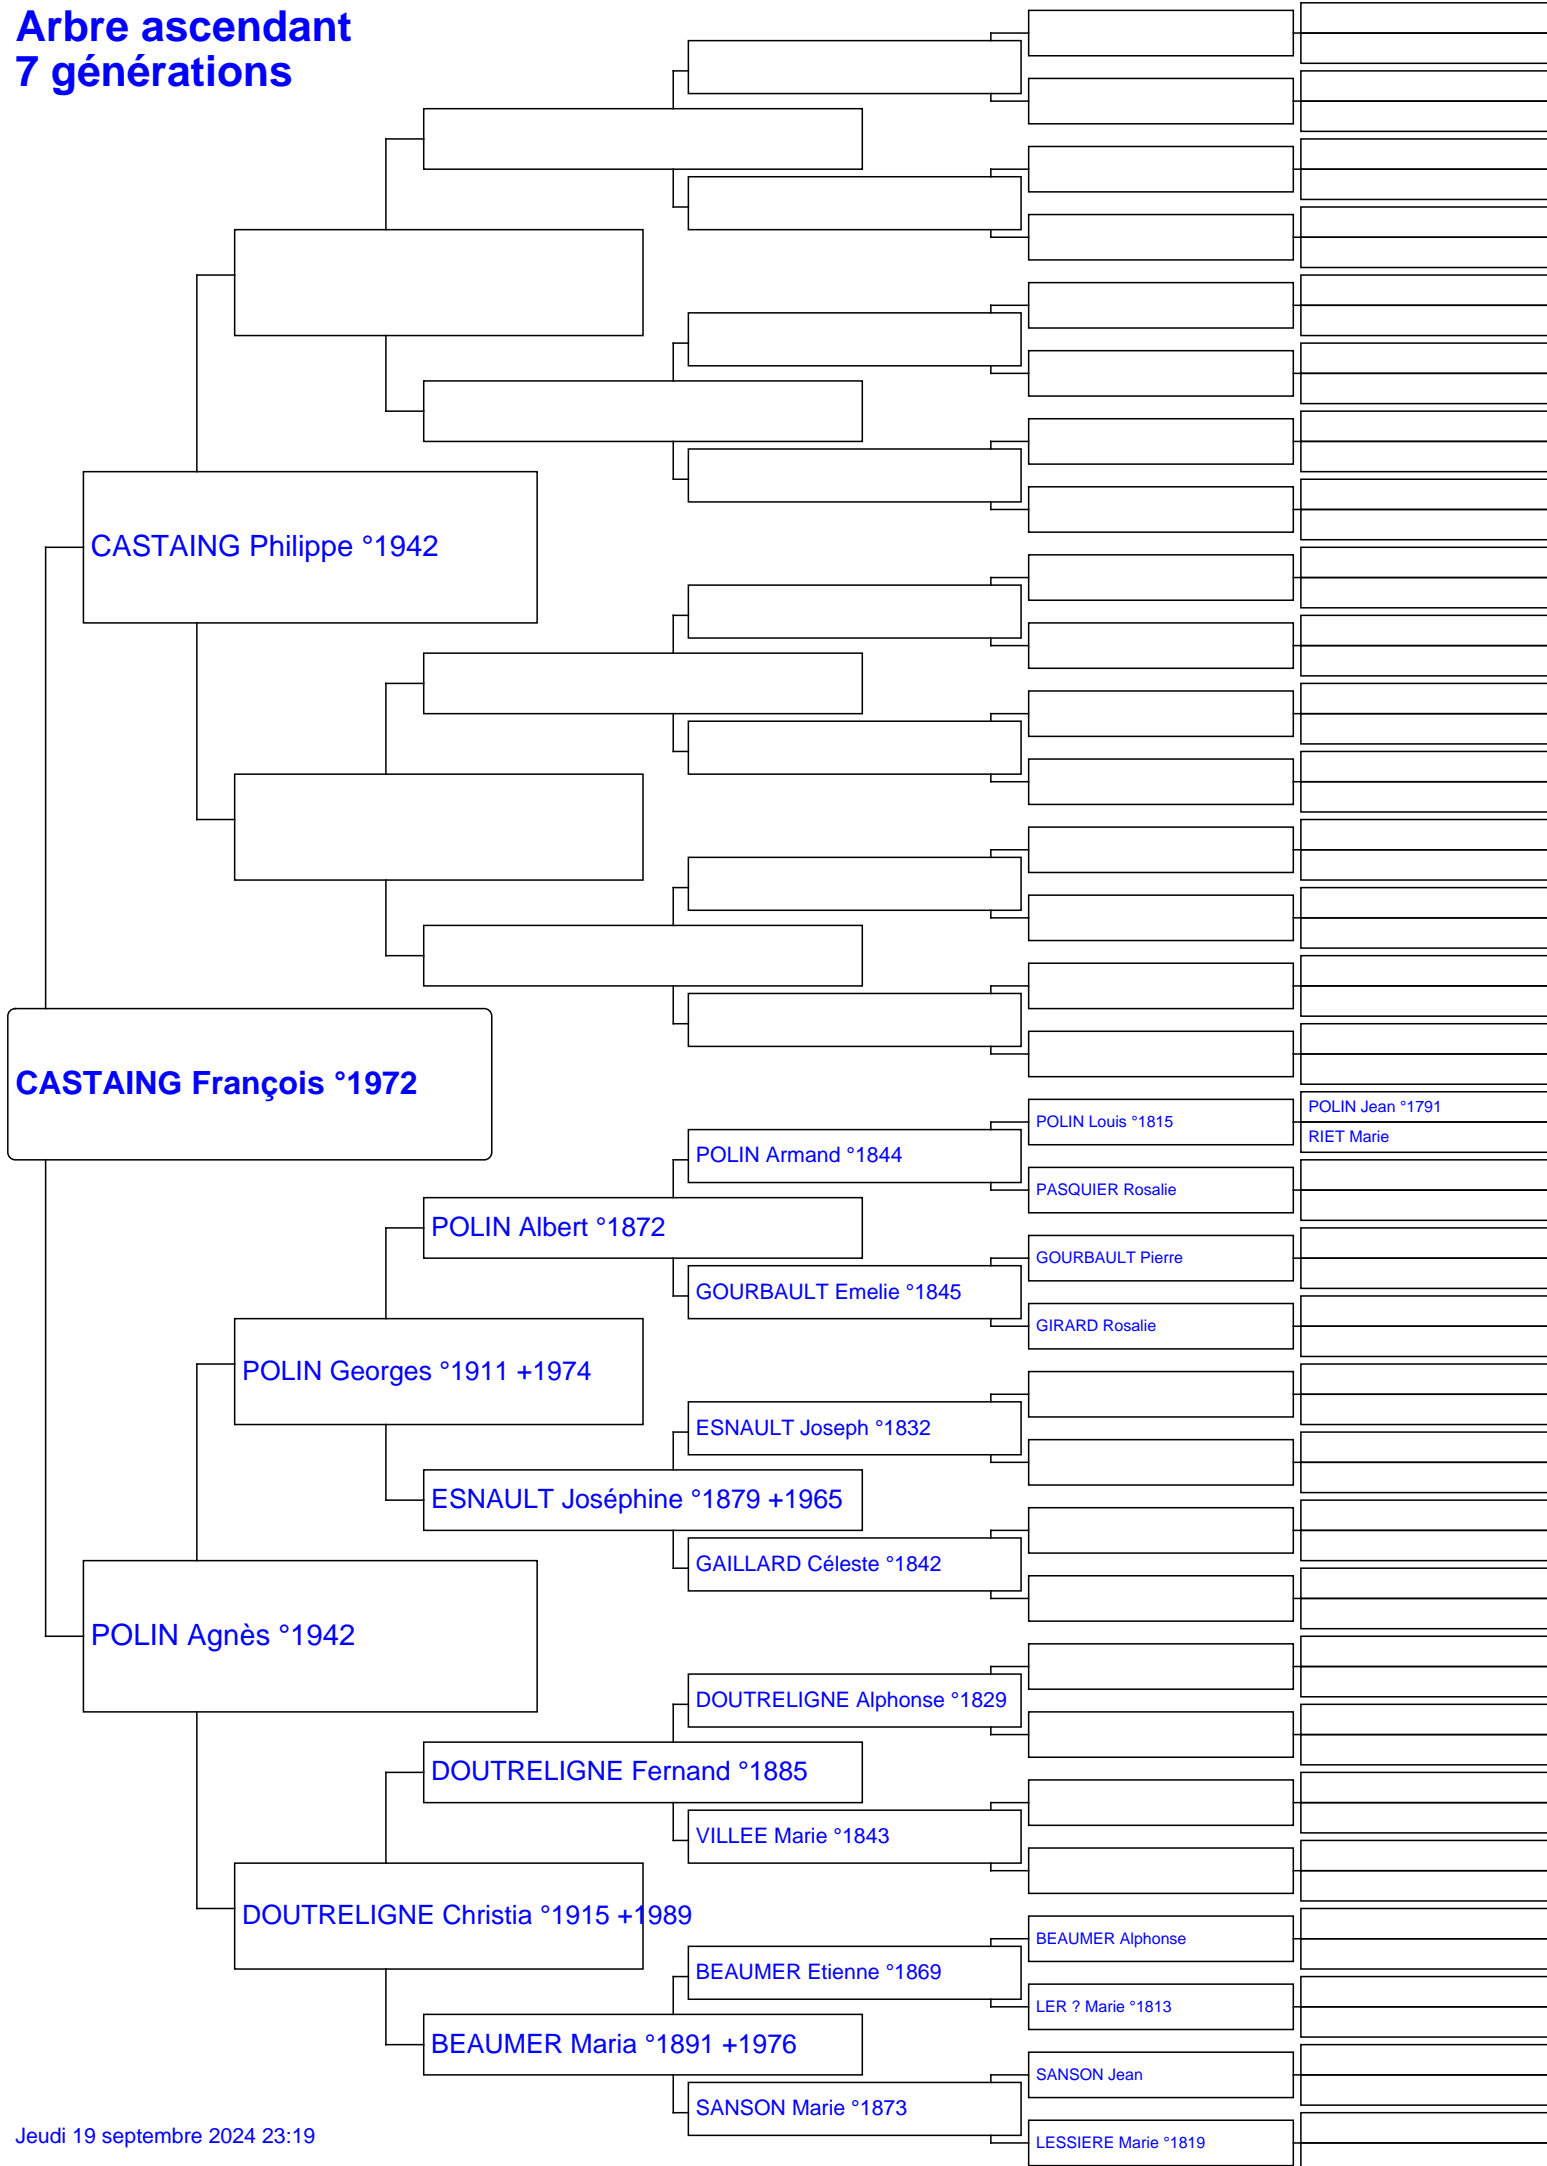 Arbre ascendant
7 générations
CASTAING Philippe °1942
CASTAING François °1972
POLIN Jean °1791
POLIN Louis °1815
RIET Marie
POLIN Armand °1844
PASQUIER Rosalie
POLIN Albert °1872
GOURBAULT Pierre
GOURBAULT Emelie °1845
GIRARD Rosalie
POLIN Georges °1911 +1974
ESNAULT Joseph °1832
ESNAULT Joséphine °1879 +1965
GAILLARD Céleste °1842
POLIN Agnès °1942
DOUTRELIGNE Alphonse °1829
DOUTRELIGNE Fernand °1885
VILLEE Marie °1843
DOUTRELIGNE Christia °1915 +1989
BEAUMER Alphonse
BEAUMER Etienne °1869
LER ? Marie °1813
BEAUMER Maria °1891 +1976
SANSON Jean
SANSON Marie °1873
LESSIERE Marie °1819
Jeudi 19 septembre 2024 23:19